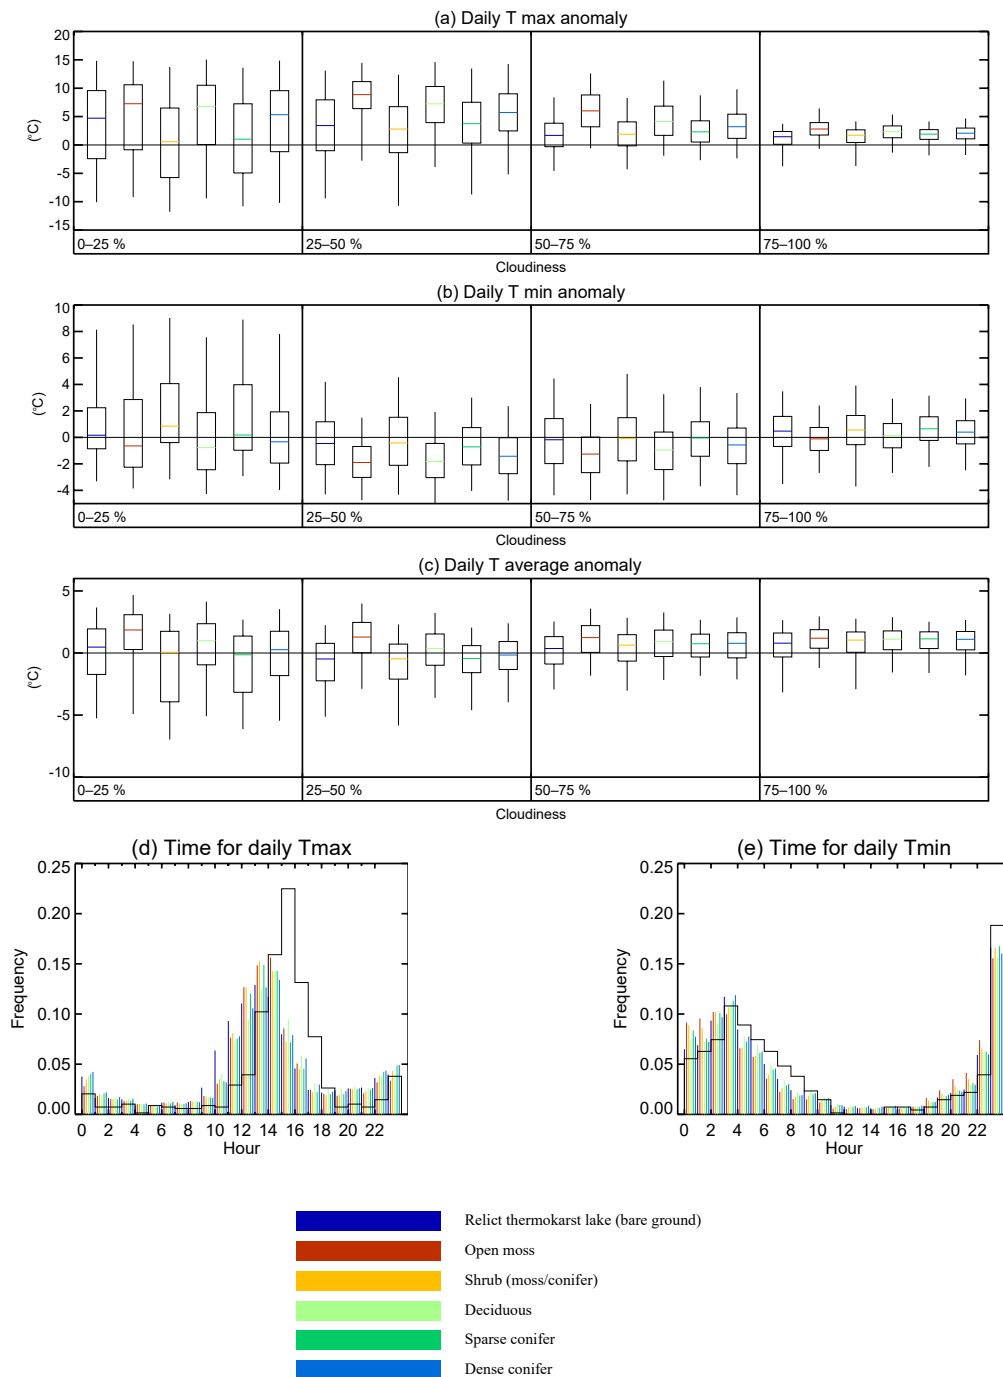 (a) Daily T max anomaly
20
15
10
5
0
-5
-10
-15
(°C)
0–25 % 25–50 % 50–75 % 75–100 %
Cloudiness
(b) Daily T min anomaly
10
8
6
4
2
0
-2
-4
(°C)
0–25 % 25–50 % 50–75 % 75–100 %
Cloudiness
(c) Daily T average anomaly
5
0
-5
-10
(°C)
0–25 % 25–50 % 50–75 % 75–100 %
Cloudiness
(d) Time for daily Tmax
0.25
0.20
0.15
0.10
0.05
0.00
Frequency
0 2 4 6 8 10 12 14 16 18 20 22
Hour
(e) Time for daily Tmin
0.25
0.20
0.15
0.10
0.05
0.00
Frequency
0 2 4 6 8 10 12 14 16 18 20 22
Hour
Relict thermokarst lake (bare ground)
Open moss
Shrub (moss/conifer)
Deciduous
Sparse conifer
Dense conifer